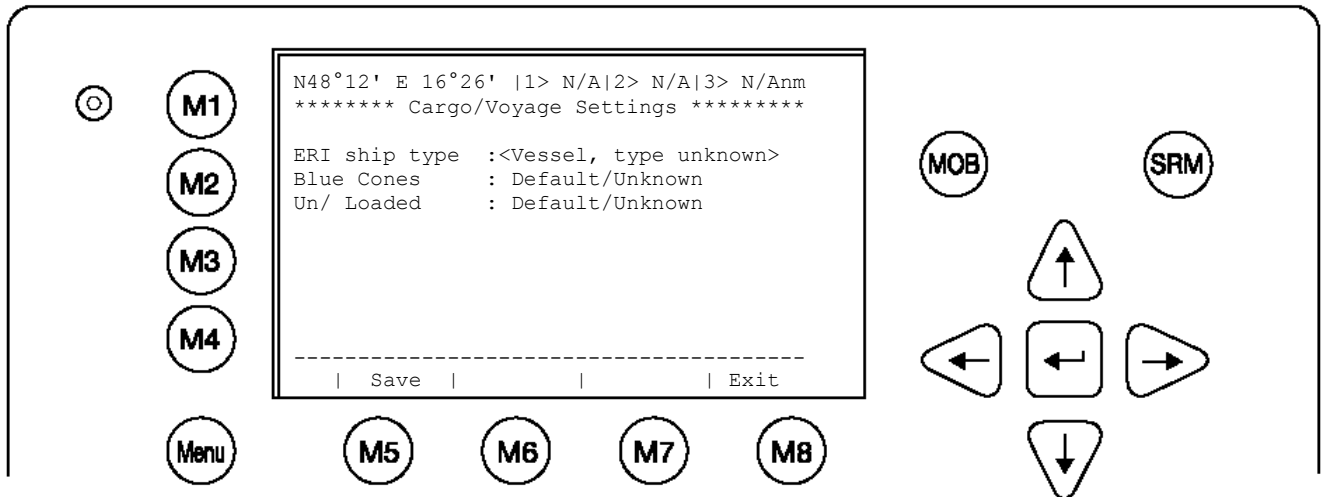 N48°12' E 16°26' |1> N/A|2> N/A|3> N/Anm
******** Cargo/Voyage Settings *********
ERI ship type  :<Vessel, type unknown>
Blue Cones     : Default/Unknown
Un/ Loaded     : Default/Unknown
----------------------------------------
   |  Save  |         |         | Exit
M1
M2
M3
M4
Menu
M5
M6
M7
M8
MOB
SRM